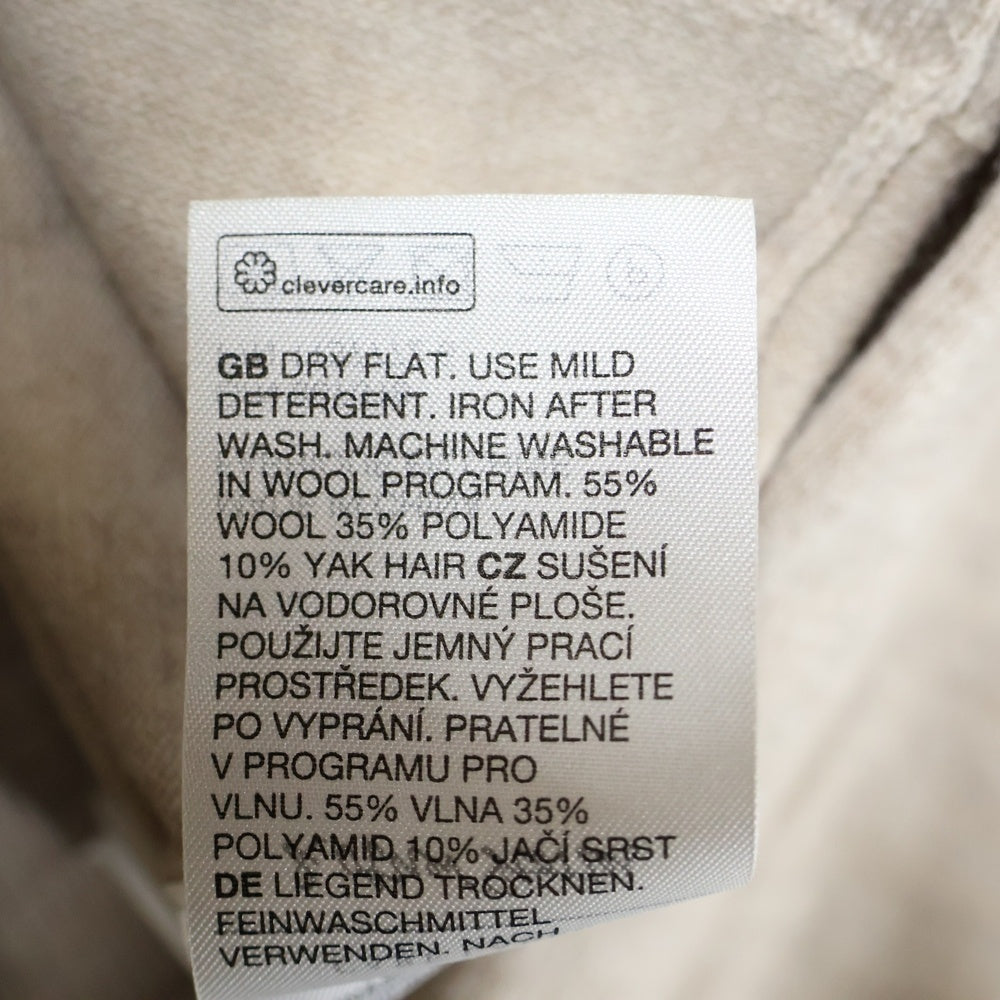 clevercare.info
GB DRY FLAT. USE MILD
DETERGENT. IRON AFTER
WASH. MACHINE WASHABLE
IN WOOL PROGRAM. 55%
WOOL 35% POLYAMIDE
10% YAK HAIR CZ SUŠENÍ
NA VODOROVNÉ PLOŠE.
POUŽIJTE JEMNÝ PRACÍ
PROSTŘEDEK. VYŽEHLETE
PO VYPRÁNÍ. PRATELNÉ
V PROGRAMU PRO
VLNU. 55% VLNA 35%
POLYAMID 10% JAČÍ SRST
DE LIEGEND TROCKNEN.
FEINWASCHMITTEL
VERWENDEN. NACH